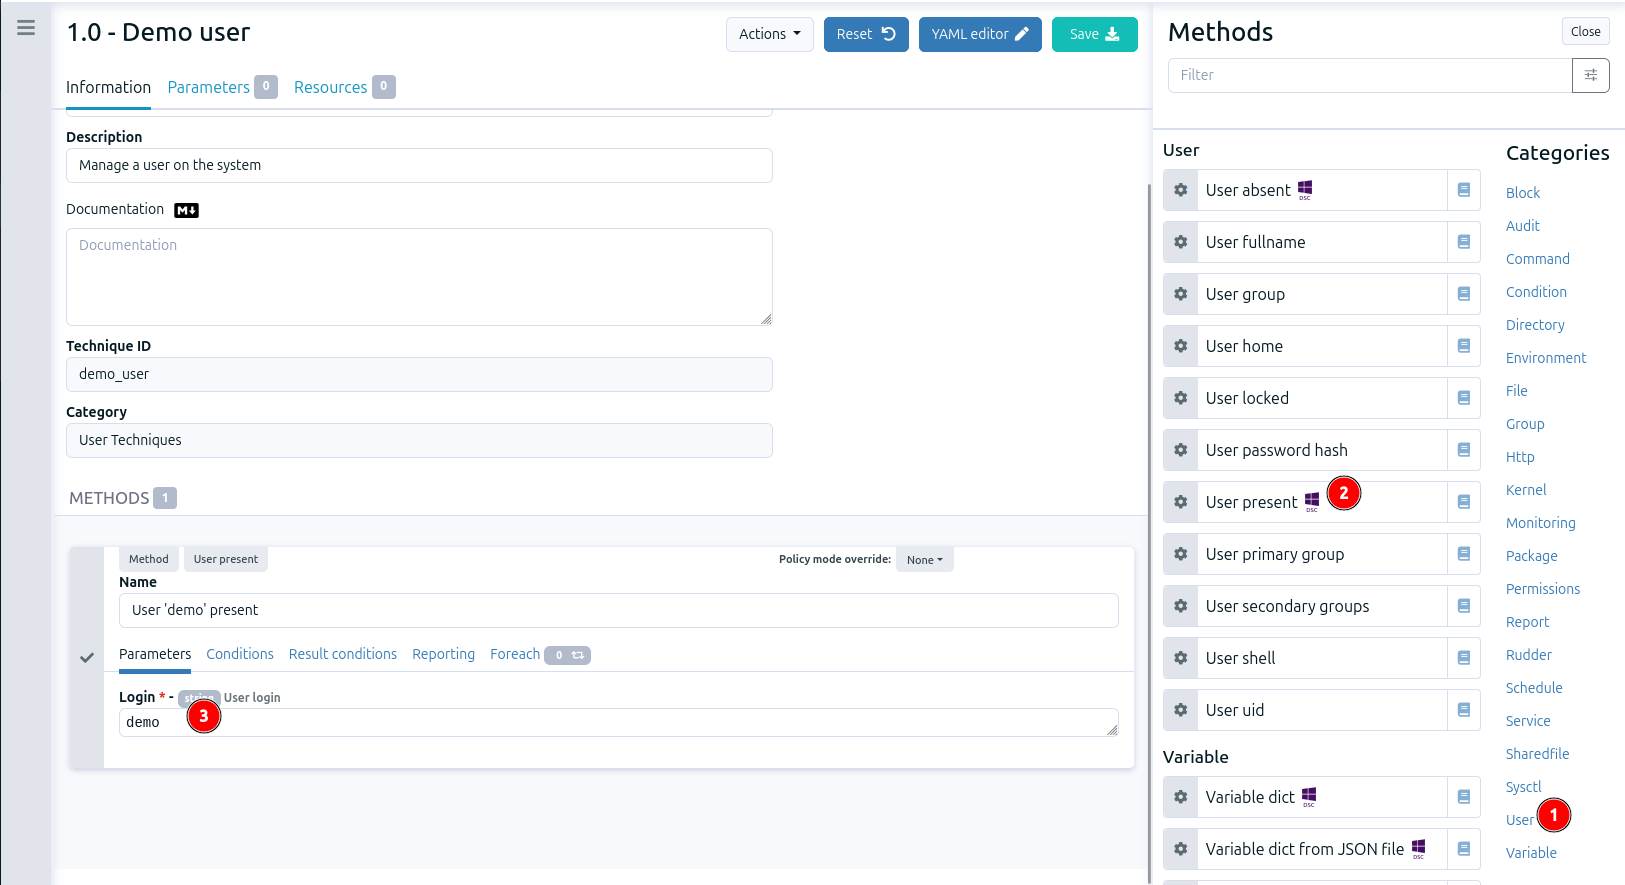 1.0 - Demo user
Actions
Reset
YAML editor
Save
Information
Parameters 0
Resources 0
Description
Manage a user on the system
Documentation
Documentation
Technique ID
demo_user
Category
User Techniques
METHODS 1
Method
User present
Policy mode override:
None
Name
User 'demo' present
Parameters
Conditions
Result conditions
Reporting
Foreach 0
Login * - string User login
demo
3
Methods
Close
Filter
User
User absent DSC
User fullname
User group
User home
User locked
User password hash
User present DSC
2
User primary group
User secondary groups
User shell
User uid
Variable
Variable dict DSC
Variable dict from JSON file DSC
Categories
Block
Audit
Command
Condition
Directory
Environment
File
Group
Http
Kernel
Monitoring
Package
Permissions
Report
Rudder
Schedule
Service
Sharedfile
Sysctl
User
1
Variable